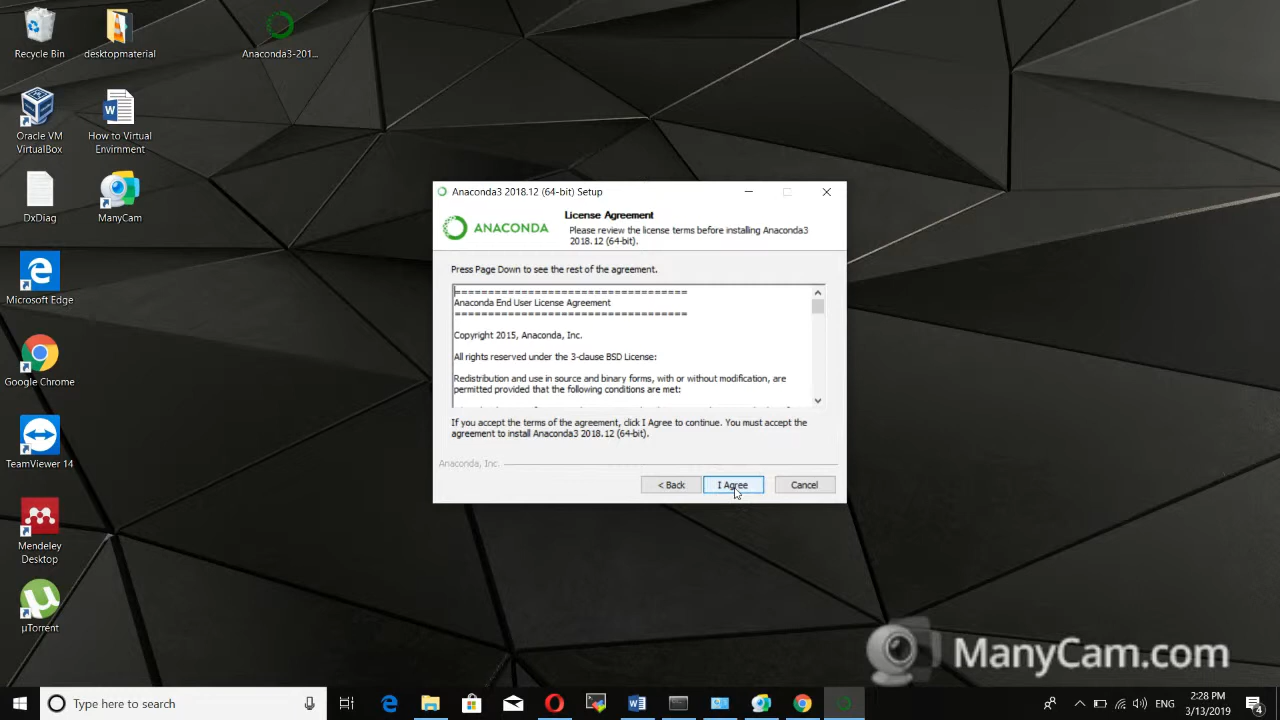 Recycle Bin
desktopmaterial
Anaconda3-201...
Oracle VM
VirtualBox
How to Virtual
Envirnment
DxDiag
ManyCam
Microsoft Edge
Google Chrome
TeamViewer 14
Mendeley
Desktop
µTorrent
Anaconda3 2018.12 (64-bit) Setup
ANACONDA
License Agreement
Please review the license terms before installing Anaconda3
2018.12 (64-bit).
Press Page Down to see the rest of the agreement.
===================================
Anaconda End User License Agreement
===================================
Copyright 2015, Anaconda, Inc.
All rights reserved under the 3-clause BSD License:
Redistribution and use in source and binary forms, with or without modification, are
permitted provided that the following conditions are met:
If you accept the terms of the agreement, click I Agree to continue. You must accept the
agreement to install Anaconda3 2018.12 (64-bit).
Anaconda, Inc.
< Back
I Agree
Cancel
ManyCam.com
Type here to search
ENG
2:28 PM
3/13/2019
4